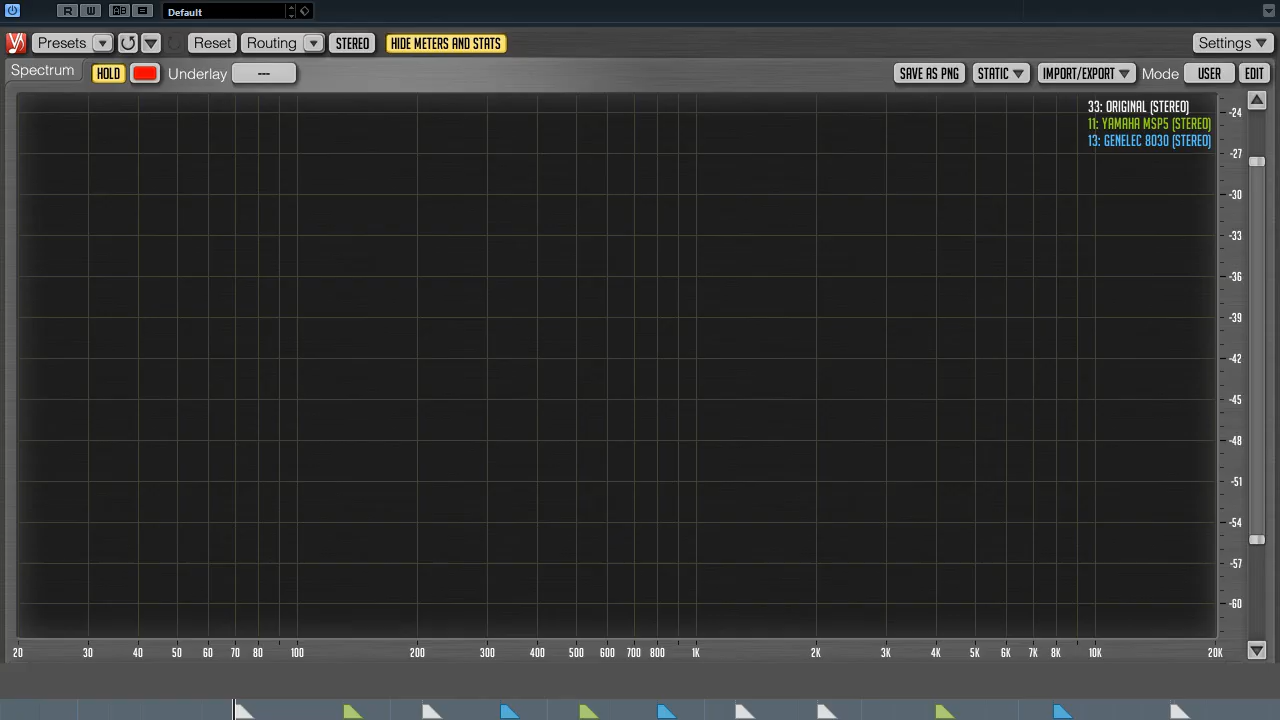 R W AB Default
Presets Reset Routing STEREO HIDE METERS AND STATS Settings
Spectrum HOLD Underlay --- SAVE AS PNG STATIC IMPORT/EXPORT Mode USER EDIT
33: ORIGINAL (STEREO)
11: YAMAHA MSP5 (STEREO)
13: GENELEC 8030 (STEREO)
-24
-27
-30
-33
-36
-39
-42
-45
-48
-51
-54
-57
-60
20 30 40 50 60 70 80 100 200 300 400 500 600 700 800 1K 2K 3K 4K 5K 6K 7K 8K 10K 20K